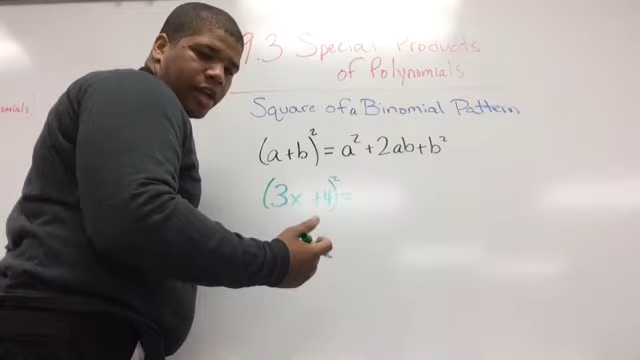 9.3 Special Products
of Polynomials
Square of a Binomial Pattern
(a+b)² = a² + 2ab + b²
(3x + 4)² =